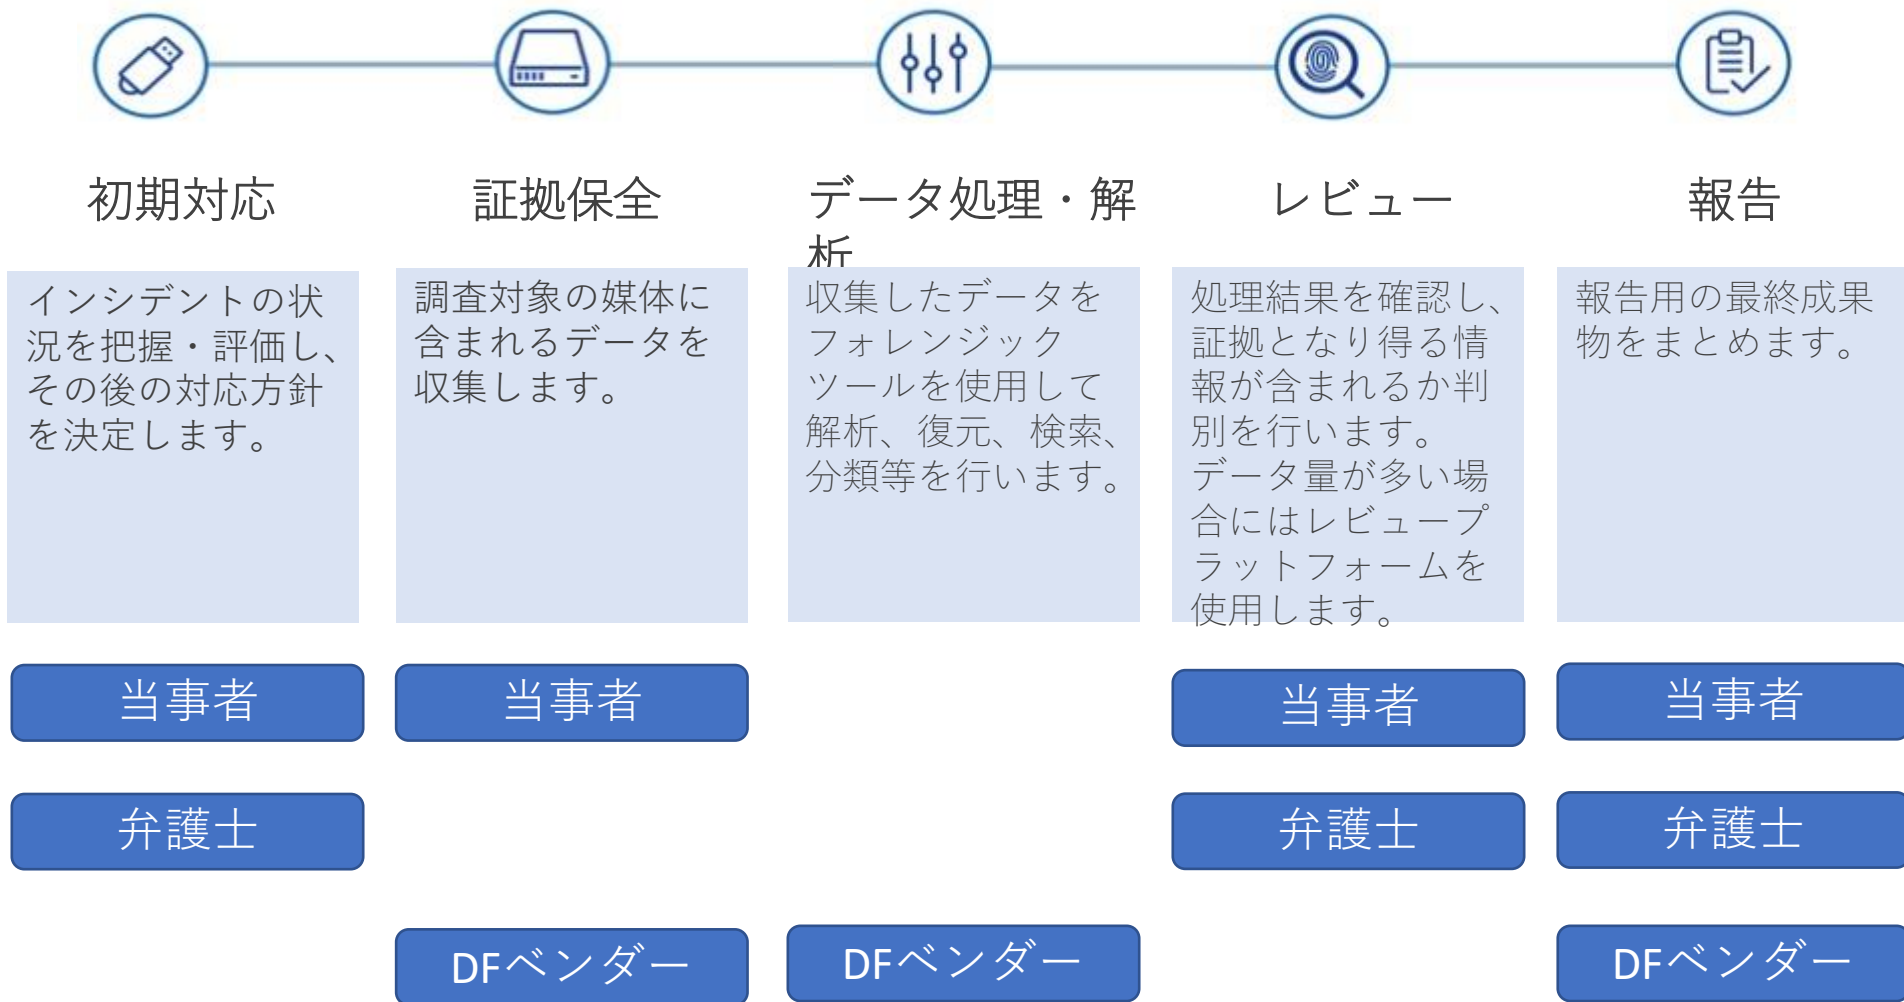 初期対応
インシデントの状
況を把握・評価し、
その後の対応方針
を決定します。
当事者
弁護士
証拠保全
調査対象の媒体に
含まれるデータを
収集します。
当事者
DFベンダー
データ処理・解
析
収集したデータを
フォレンジック
ツールを使用して
解析、復元、検索、
分類等を行います。
DFベンダー
レビュー
処理結果を確認し、
証拠となり得る情
報が含まれるか判
別を行います。
データ量が多い場
合にはレビュープ
ラットフォームを
使用します。
当事者
弁護士
報告
報告用の最終成果
物をまとめます。
当事者
弁護士
DFベンダー